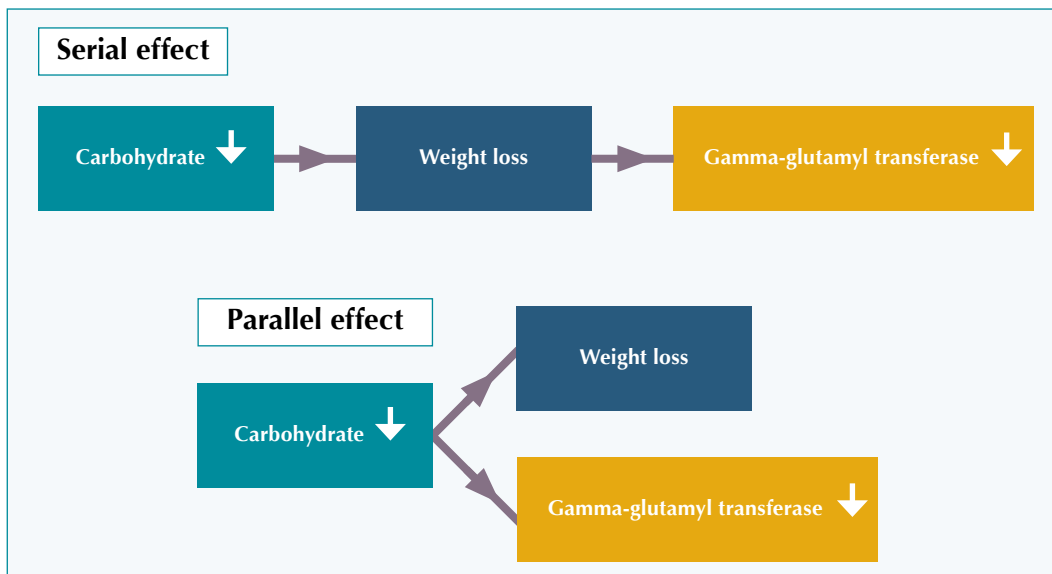 Serial effect
Carbohydrate
Weight loss
Gamma-glutamyl transferase
Parallel effect
Weight loss
Carbohydrate
Gamma-glutamyl transferase